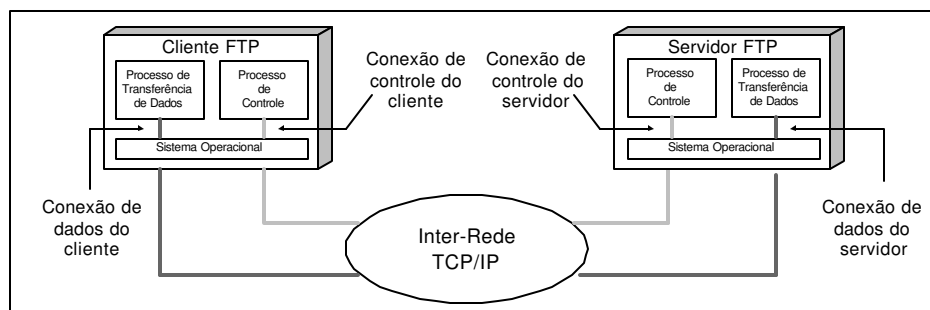 Cliente FTP
Processo de
Transferência
de Dados
Processo
de
Controle
Sistema Operacional
Conexão de
controle do
cliente
Conexão de
controle do
servidor
Servidor FTP
Processo
de
Controle
Processo de
Transferência
de Dados
Sistema Operacional
Conexão de
dados do
cliente
Inter-Rede
TCP/IP
Conexão de
dados do
servidor